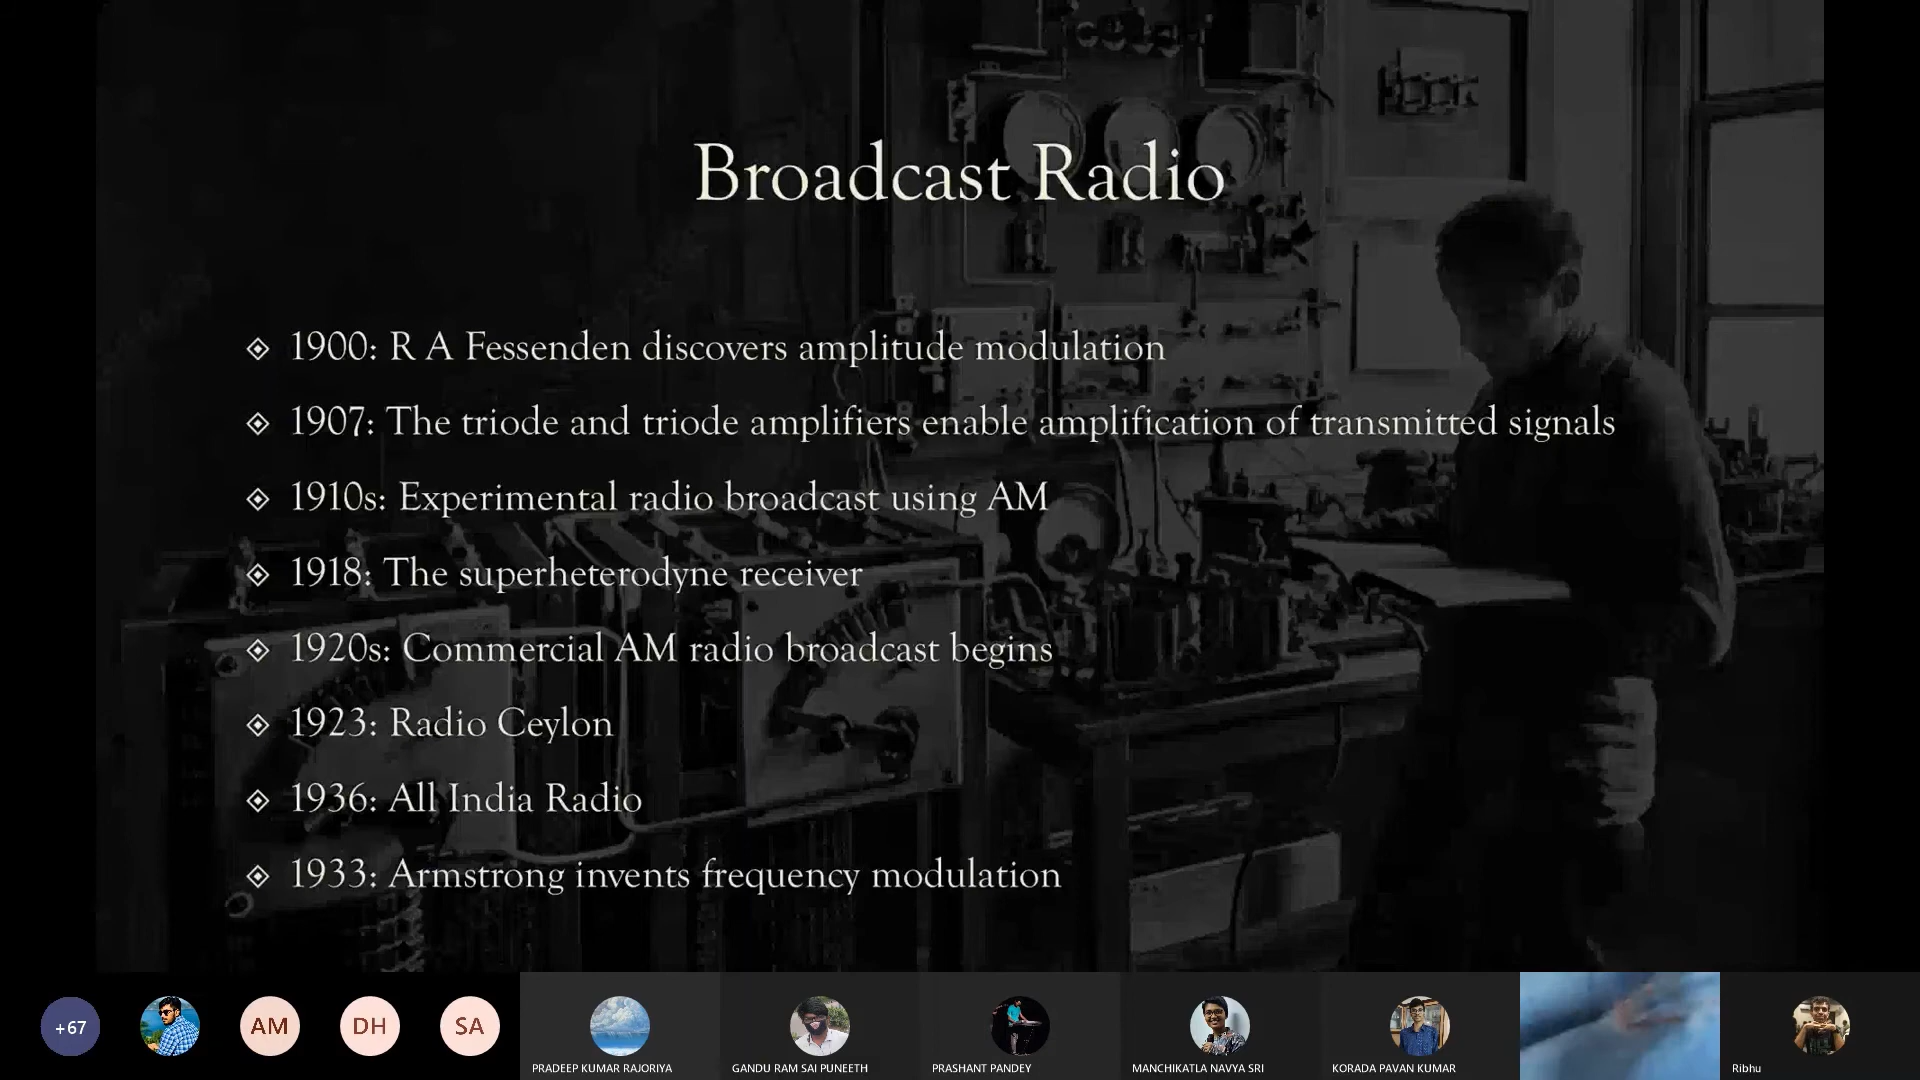 Broadcast Radio
1900: R A Fessenden discovers amplitude modulation
1907: The triode and triode amplifiers enable amplification of transmitted signals
1910s: Experimental radio broadcast using AM
1918: The superheterodyne receiver
1920s: Commercial AM radio broadcast begins
1923: Radio Ceylon
1936: All India Radio
1933: Armstrong invents frequency modulation
+67
AM
DH
SA
PRADEEP KUMAR RAJORIYA
GANDU RAM SAI PUNEETH
PRASHANT PANDEY
MANCHIKATLA NAVYA SRI
KORADA PAVAN KUMAR
Ribhu